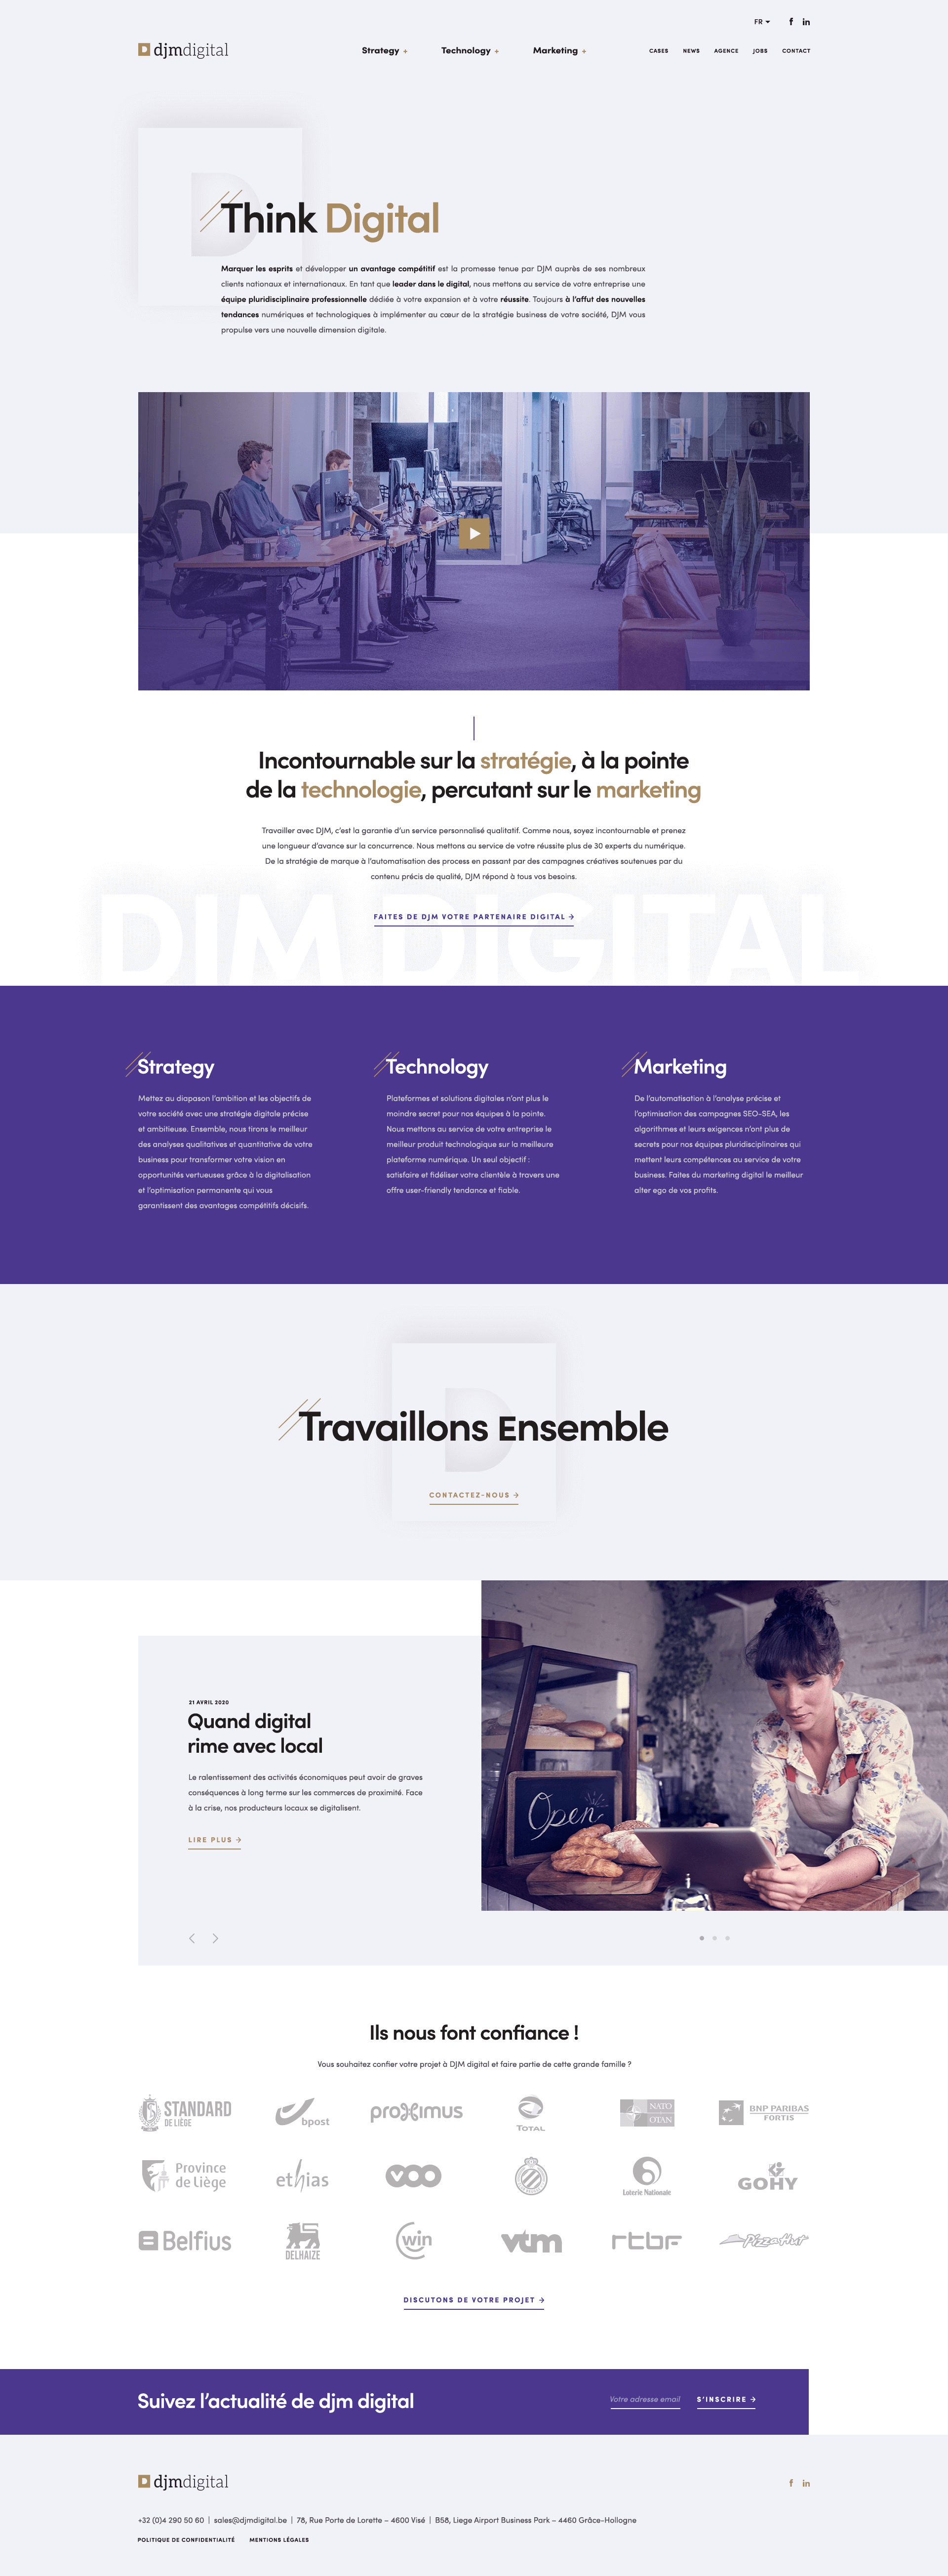 FR
djmdigital
Strategy +
Technology +
Marketing +
CASES
NEWS
AGENCE
JOBS
CONTACT
Think Digital
Marquer les esprits et développer un avantage compétitif est la promesse tenue par DJM auprès de ses nombreux
clients nationaux et internationaux. En tant que leader dans le digital, nous mettons au service de votre entreprise une
équipe pluridisciplinaire professionnelle dédiée à votre expansion et à votre réussite. Toujours à l'affut des nouvelles
tendances numériques et technologiques à implémenter au cœur de la stratégie business de votre société, DJM vous
propulse vers une nouvelle dimension digitale.
Incontournable sur la stratégie, à la pointe
de la technologie, percutant sur le marketing
Travailler avec DJM, c'est la garantie d'un service personnalisé qualitatif. Comme nous, soyez incontournable et prenez
une longueur d'avance sur la concurrence. Nous mettons au service de votre réussite plus de 30 experts du numérique.
De la stratégie de marque à l'automatisation des process en passant par des campagnes créatives soutenues par du
contenu précis de qualité, DJM répond à tous vos besoins.
FAITES DE DJM VOTRE PARTENAIRE DIGITAL →
DIM DIGITAL
Strategy
Mettez au diapason l'ambition et les objectifs de
votre société avec une stratégie digitale précise
et ambitieuse. Ensemble, nous tirons le meilleur
des analyses qualitatives et quantitative de votre
business pour transformer votre vision en
opportunités vertueuses grâce à la digitalisation
et l'optimisation permanente qui vous
garantissent des avantages compétitifs décisifs.
Technology
Plateformes et solutions digitales n'ont plus le
moindre secret pour nos équipes à la pointe.
Nous mettons au service de votre entreprise le
meilleur produit technologique sur la meilleure
plateforme numérique. Un seul objectif :
satisfaire et fidéliser votre clientèle à travers une
offre user-friendly tendance et fiable.
Marketing
De l'automatisation à l'analyse précise et
l'optimisation des campagnes SEO-SEA, les
algorithmes et leurs exigences n'ont plus de
secrets pour nos équipes pluridisciplinaires qui
mettent leurs compétences au service de votre
business. Faites du marketing digital le meilleur
alter ego de vos profits.
Travaillons Ensemble
CONTACTEZ-NOUS →
21 AVRIL 2020
Quand digital
rime avec local
Le ralentissement des activités économiques peut avoir de graves
conséquences à long terme sur les commerces de proximité. Face
à la crise, nos producteurs locaux se digitalisent.
LIRE PLUS →
Open
Ils nous font confiance !
Vous souhaitez confier votre projet à DJM digital et faire partie de cette grande famille ?
STANDARD
DE LIÈGE
bpost
proximus
TOTAL
NATO
OTAN
BNP PARIBAS
FORTIS
Province
de Liège
ethias
voo
Loterie Nationale
GOHY
Belfius
DELHAIZE
win
vtm
rtbf
Pizza Hut
DISCUTONS DE VOTRE PROJET →
Suivez l'actualité de djm digital
Votre adresse email
S'INSCRIRE →
djmdigital
+32 (0)4 290 50 60 | sales@djmdigital.be | 78, Rue Porte de Lorette – 4600 Visé | B58, Liege Airport Business Park – 4460 Grâce-Hollogne
POLITIQUE DE CONFIDENTIALITÉ
MENTIONS LÉGALES